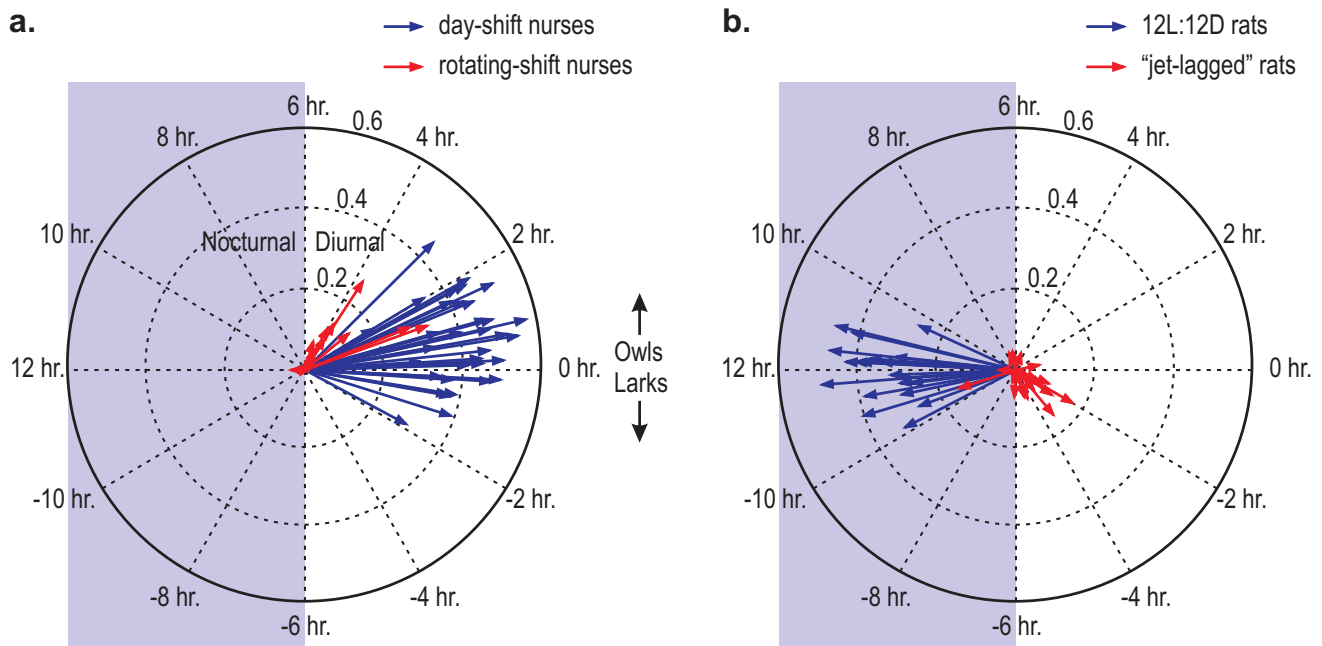 a.
day-shift nurses
rotating-shift nurses
6 hr.
0.6
8 hr.
4 hr.
0.4
10 hr.
Nocturnal
Diurnal
2 hr.
0.2
12 hr.
0 hr.
Owls
Larks
-10 hr.
-2 hr.
-8 hr.
-4 hr.
-6 hr.
b.
12L:12D rats
“jet-lagged” rats
6 hr.
0.6
8 hr.
4 hr.
0.4
10 hr.
2 hr.
0.2
12 hr.
0 hr.
-10 hr.
-2 hr.
-8 hr.
-4 hr.
-6 hr.